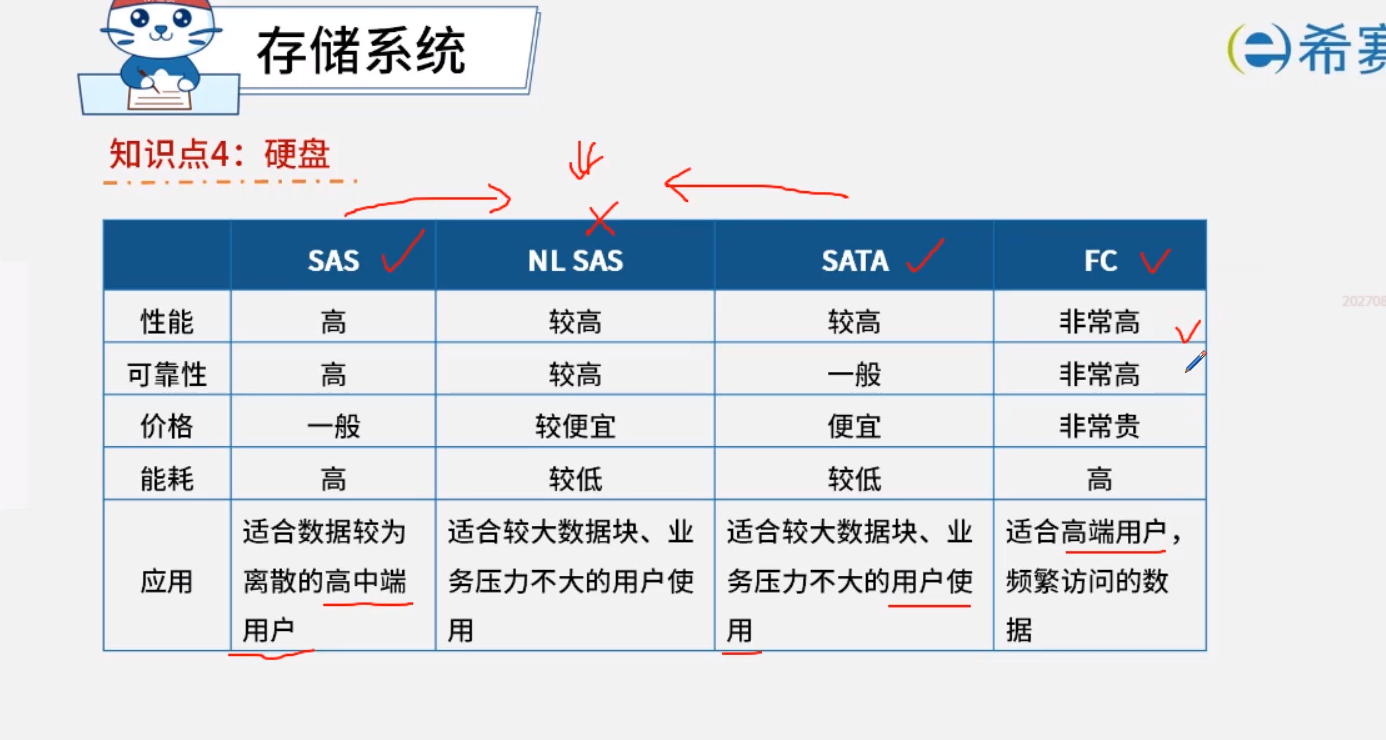 存储系统
希赛
知识点4：硬盘
SAS NL SAS SATA FC
性能 高 较高 较高 非常高
可靠性 高 较高 一般 非常高
价格 一般 较便宜 便宜 非常贵
能耗 高 较低 较低 高
应用 适合数据较为离散的高中端用户 适合较大数据块、业务压力不大的用户使用 适合较大数据块、业务压力不大的用户使用 适合高端用户，频繁访问的数据
202708